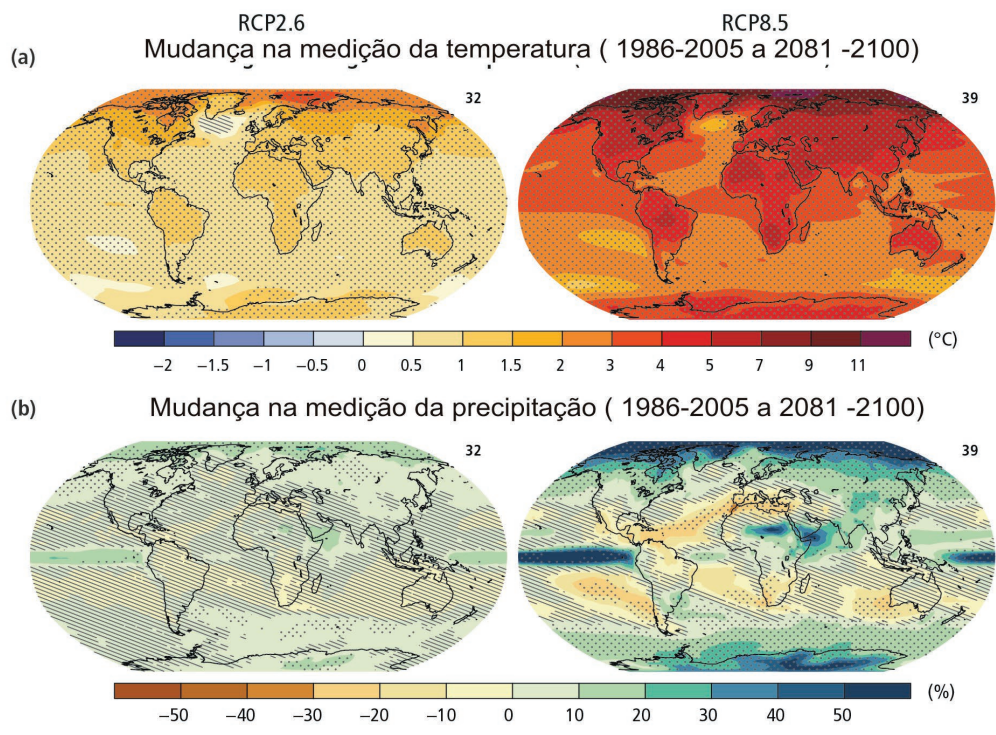 RCP2.6 RCP8.5
(a) Mudança na medição da temperatura ( 1986-2005 a 2081 -2100)
32 39
−2 −1.5 −1 −0.5 0 0.5 1 1.5 2 3 4 5 7 9 11 (°C)
(b) Mudança na medição da precipitação ( 1986-2005 a 2081 -2100)
32 39
−50 −40 −30 −20 −10 0 10 20 30 40 50 (%)